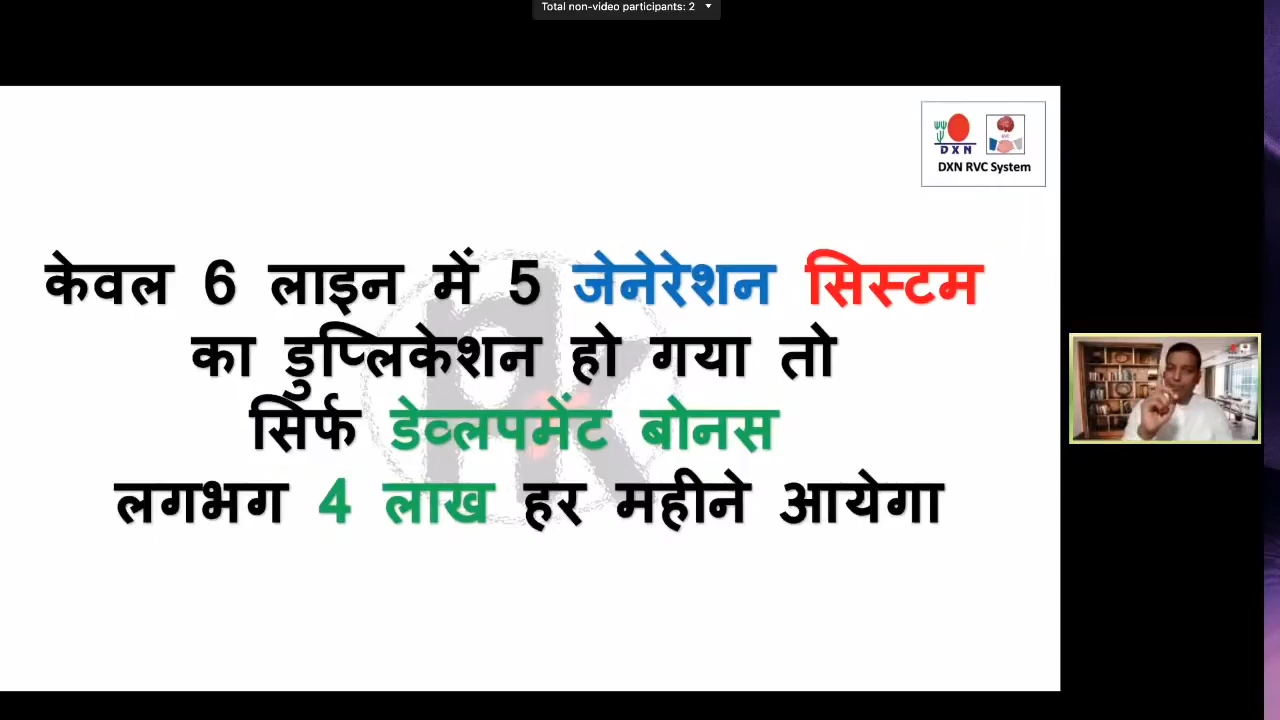 Total non-video participants: 2
DXN
RVC
DXN RVC System
केवल 6 लाइन में 5 जेनेरेशन सिस्टम
का डुप्लिकेशन हो गया तो
सिर्फ डेव्लपमेंट बोनस
लगभग 4 लाख हर महीने आयेगा